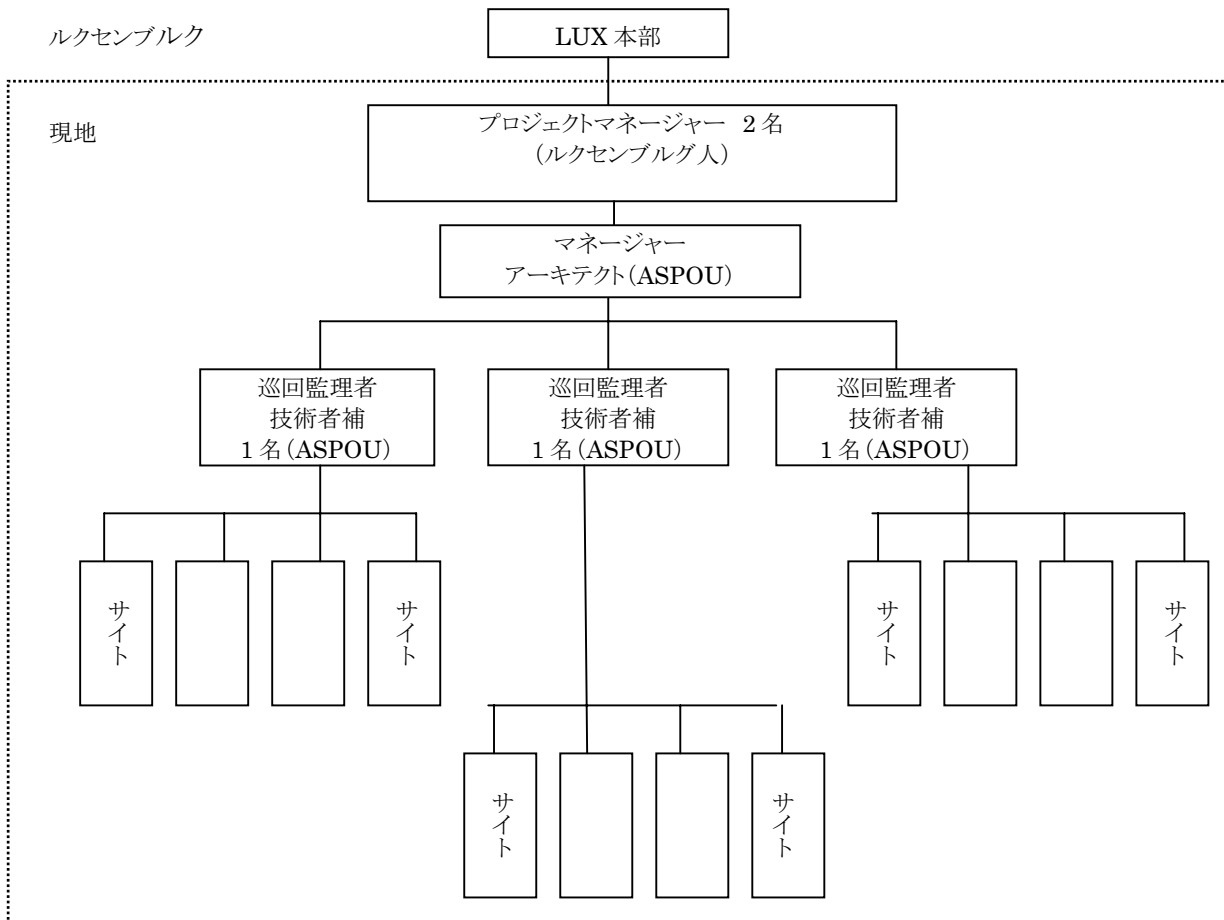 ルクセンブルク
LUX 本部
現地
プロジェクトマネージャー 2 名
(ルクセンブルグ人)
マネージャー
アーキテクト(ASPOU)
巡回監理者
技術者補
1 名(ASPOU)
巡回監理者
技術者補
1 名(ASPOU)
巡回監理者
技術者補
1 名(ASPOU)
サイト
サイト
サイト
サイト
サイト
サイト